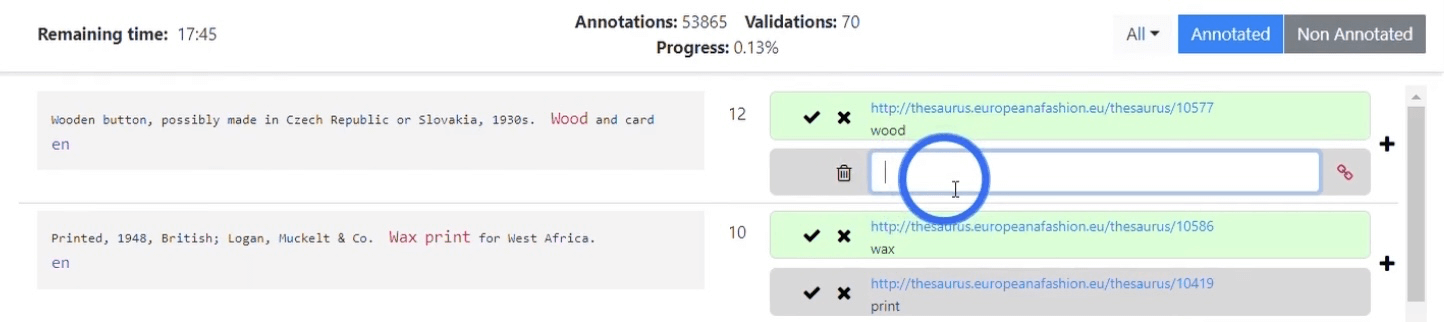 Remaining time: 17:45
Annotations: 53865 Validations: 70
Progress: 0.13%
All
Annotated
Non Annotated
Wooden button, possibly made in Czech Republic or Slovakia, 1930s. Wood and card
en
12
http://thesaurus.europeanafashion.eu/thesaurus/10577
wood
Printed, 1948, British; Logan, Muckelt & Co. Wax print for West Africa.
en
10
http://thesaurus.europeanafashion.eu/thesaurus/10586
wax
http://thesaurus.europeanafashion.eu/thesaurus/10419
print